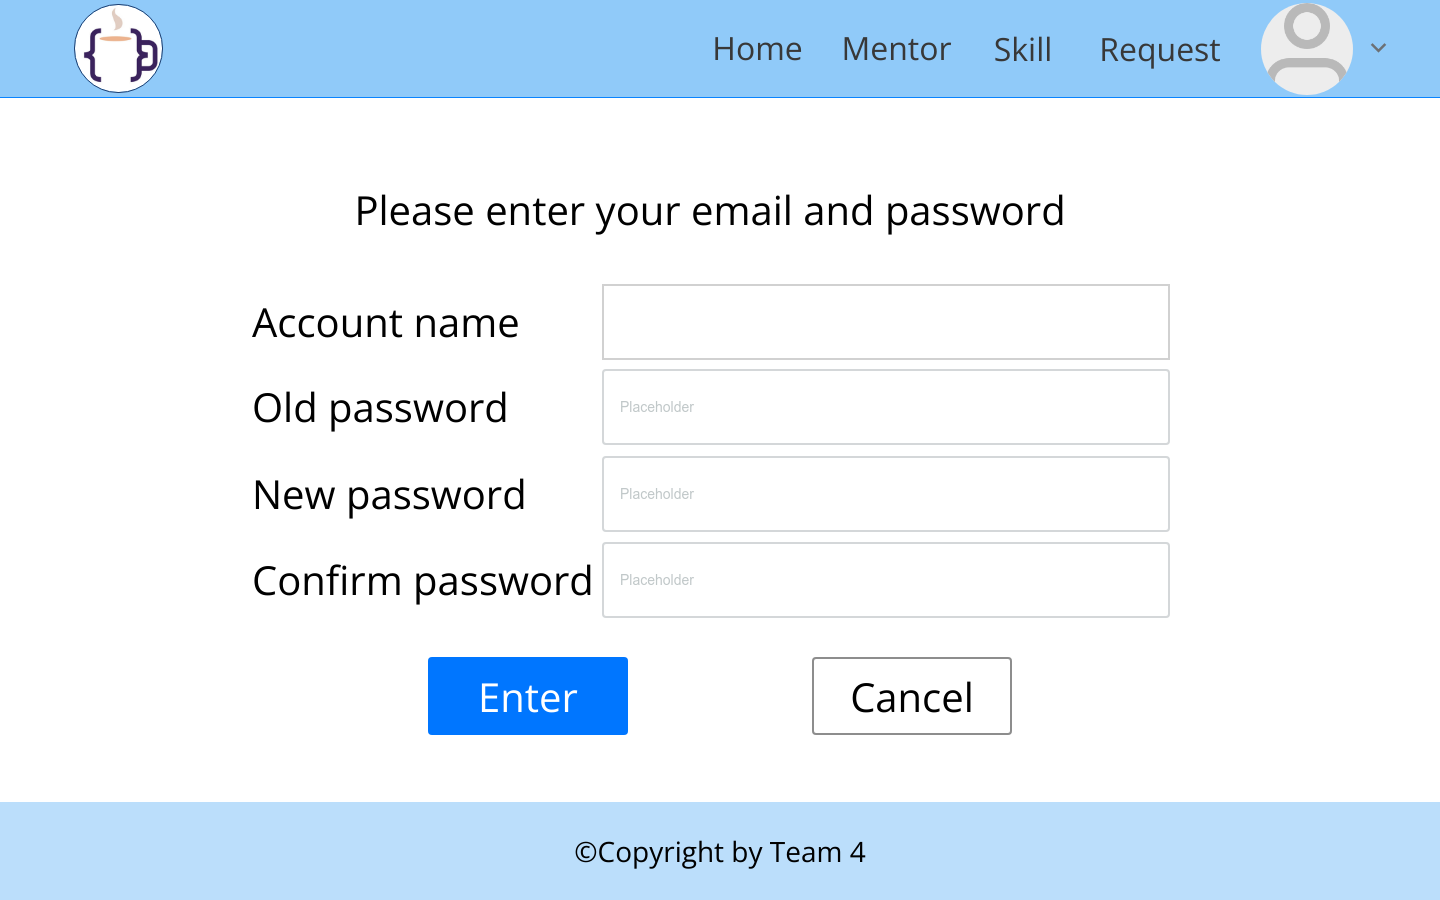 Home Mentor Skill Request
Please enter your email and password
Account name
Old password Placeholder
New password Placeholder
Confirm password Placeholder
Enter Cancel
©Copyright by Team 4